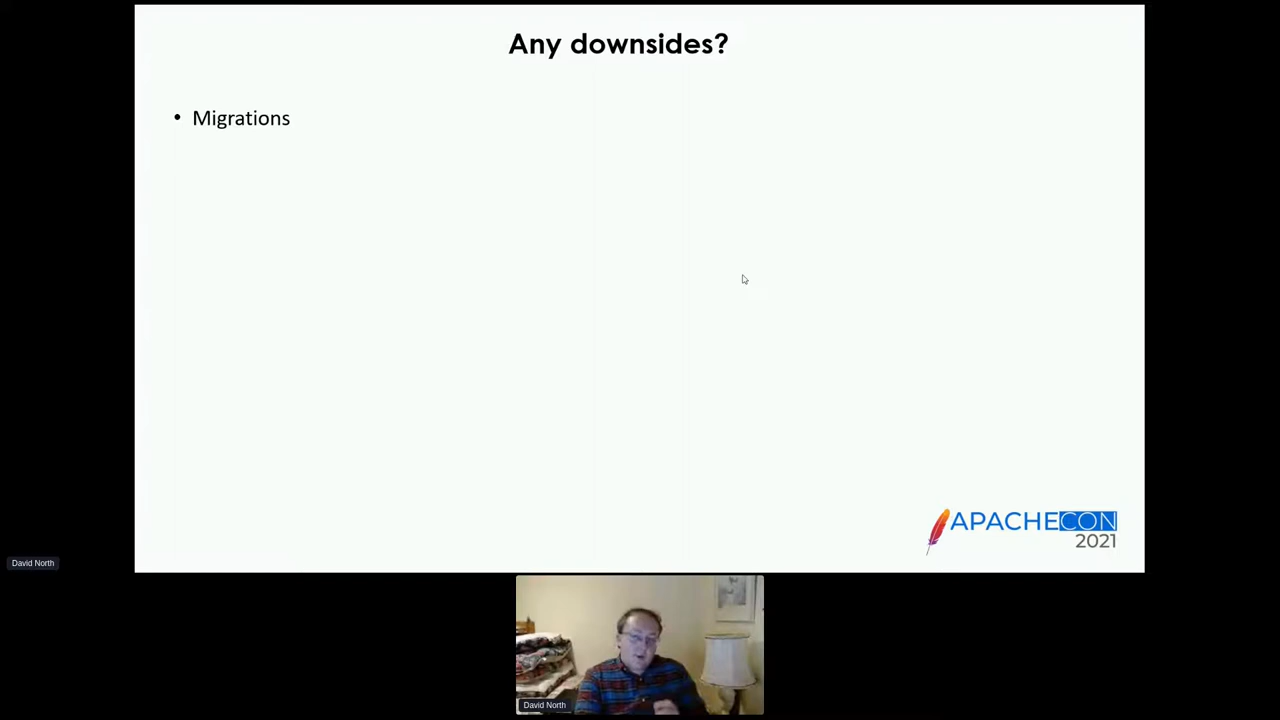 Any downsides?
• Migrations
APACHECON
2021
David North
David North